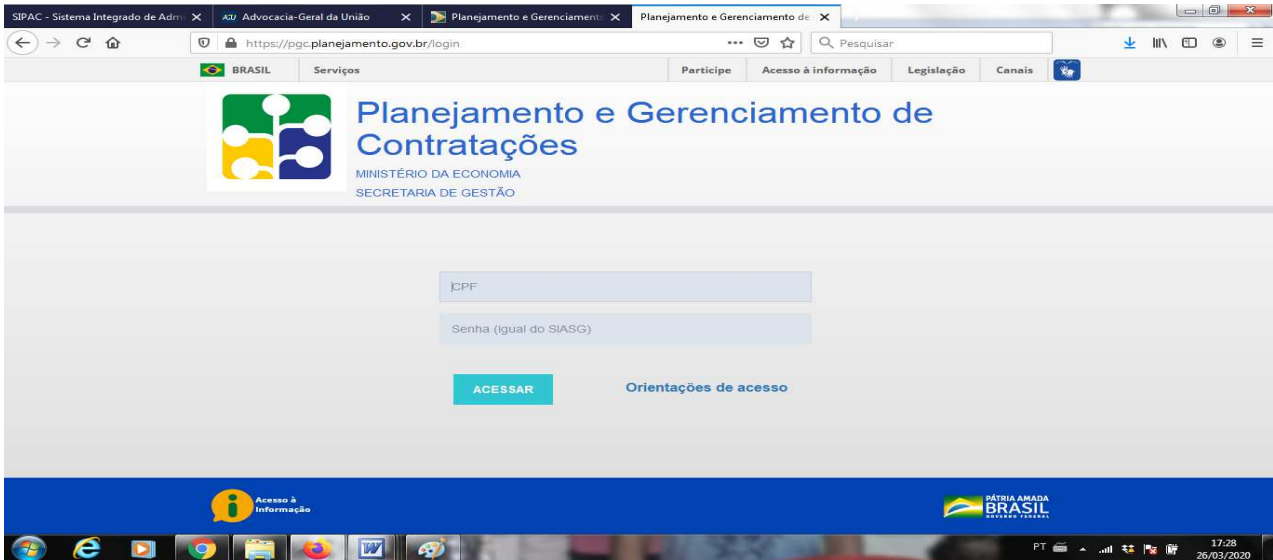 SIPAC - Sistema Integrado de Admi
AGU Advocacia-Geral da União
Planejamento e Gerenciamento
Planejamento e Gerenciamento de
https://pgc.planejamento.gov.br/login
Pesquisar
BRASIL
Serviços
Participe
Acesso à informação
Legislação
Canais
Planejamento e Gerenciamento de
Contratações
MINISTÉRIO DA ECONOMIA
SECRETARIA DE GESTÃO
CPF
Senha (igual do SIASG)
ACESSAR
Orientações de acesso
Acesso à
Informação
PÁTRIA AMADA
BRASIL
GOVERNO FEDERAL
PT
17:28
26/03/2020